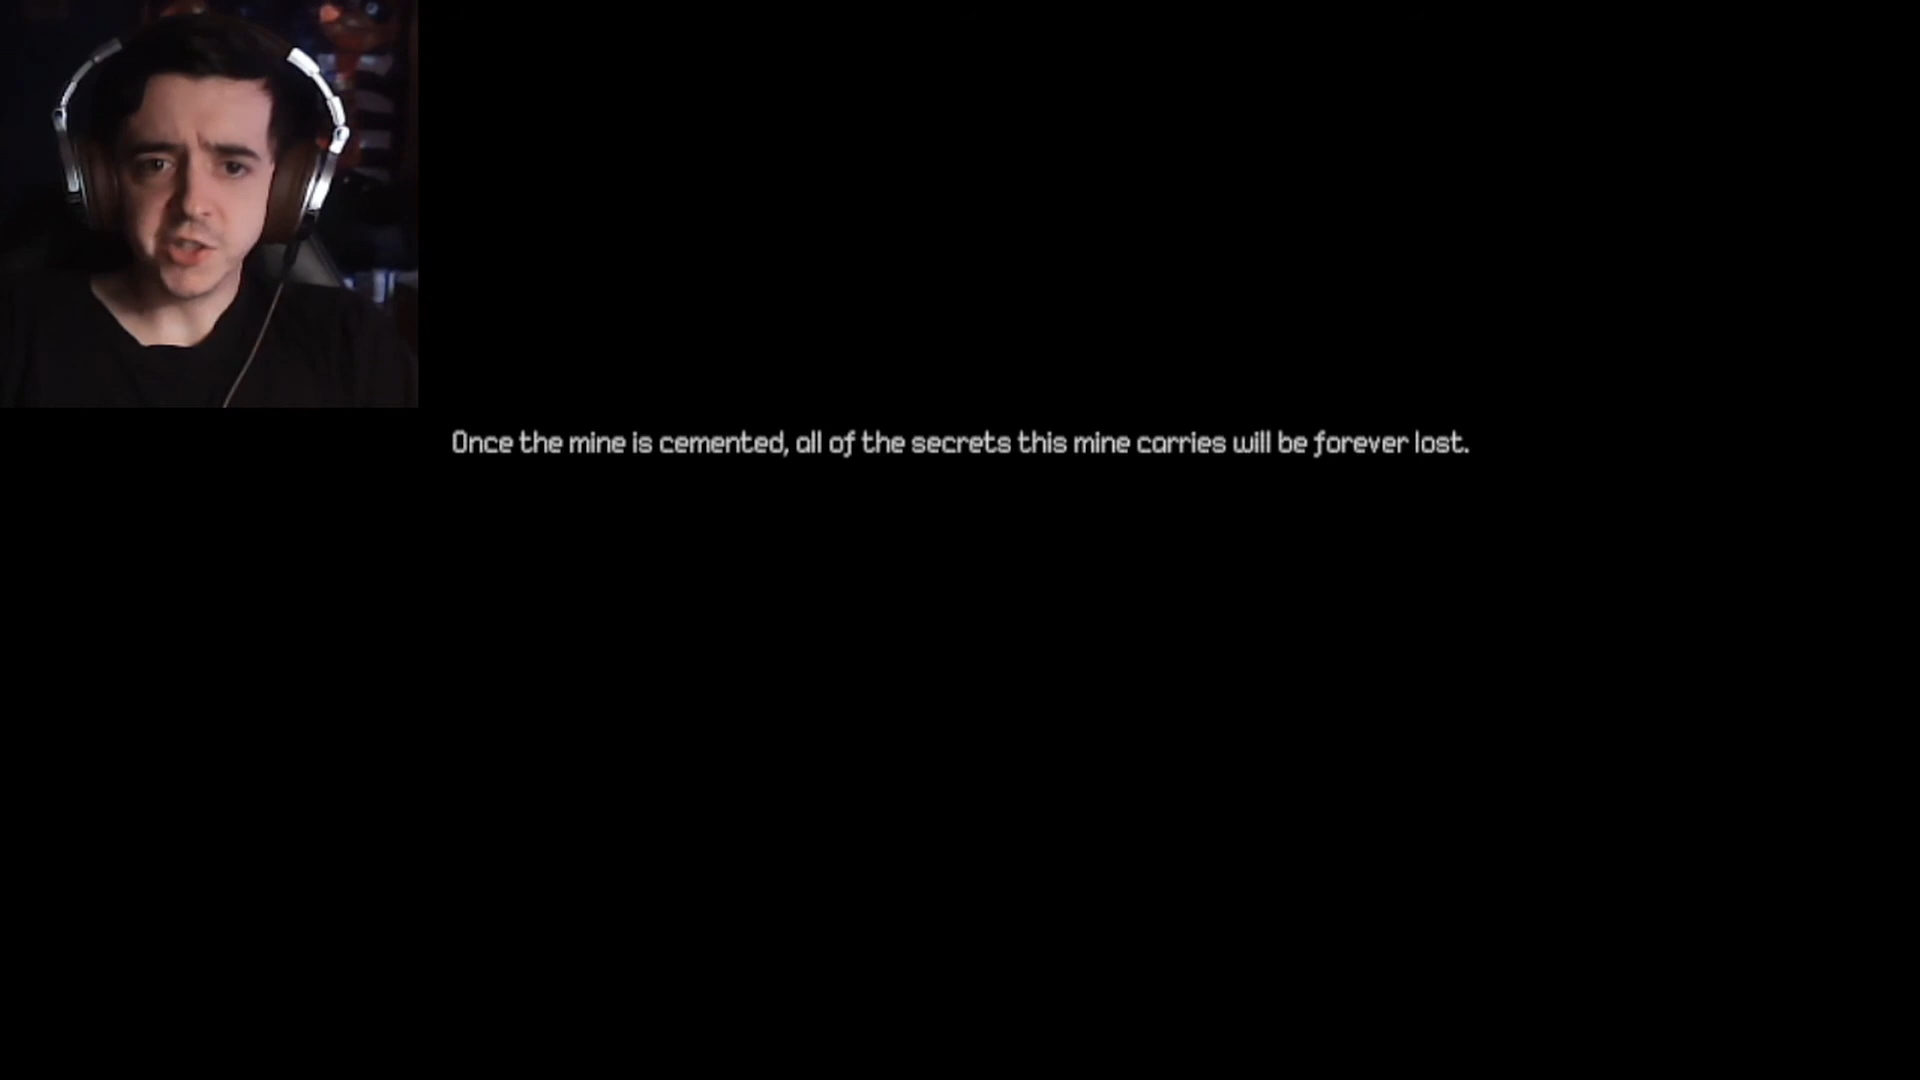 Once the mine is cemented, all of the secrets this mine carries will be forever lost.